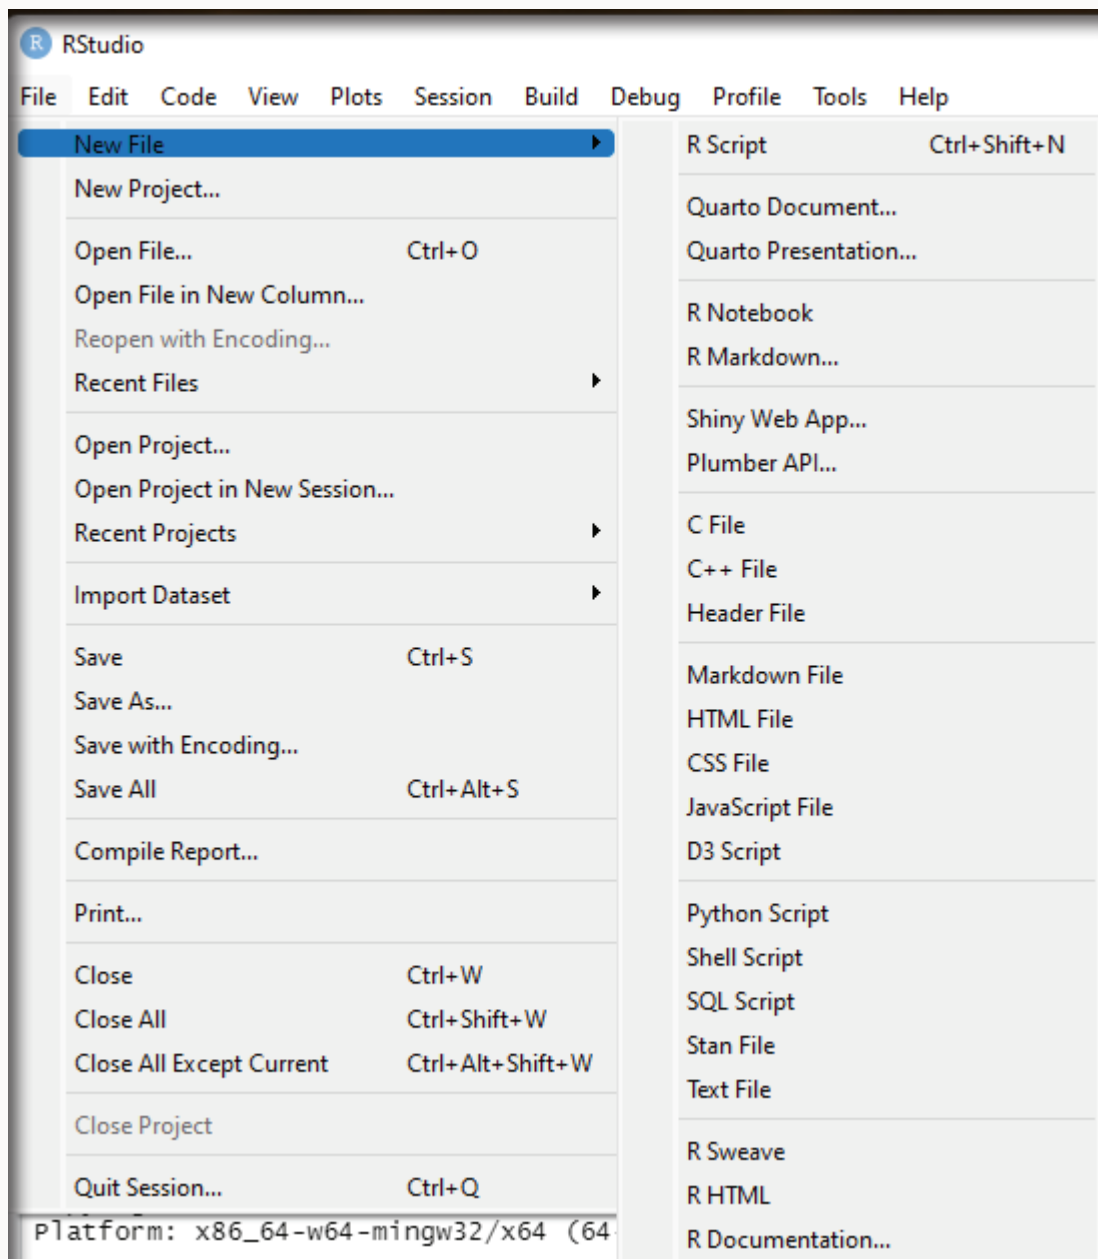 R RStudio
File Edit Code View Plots Session Build Debug Profile Tools Help
New File
New Project...
Open File... Ctrl+O
Open File in New Column...
Reopen with Encoding...
Recent Files
Open Project...
Open Project in New Session...
Recent Projects
Import Dataset
Save Ctrl+S
Save As...
Save with Encoding...
Save All Ctrl+Alt+S
Compile Report...
Print...
Close Ctrl+W
Close All Ctrl+Shift+W
Close All Except Current Ctrl+Alt+Shift+W
Close Project
Quit Session... Ctrl+Q
Platform: x86_64-w64-mingw32/x64 (64
R Script Ctrl+Shift+N
Quarto Document...
Quarto Presentation...
R Notebook
R Markdown...
Shiny Web App...
Plumber API...
C File
C++ File
Header File
Markdown File
HTML File
CSS File
JavaScript File
D3 Script
Python Script
Shell Script
SQL Script
Stan File
Text File
R Sweave
R HTML
R Documentation...